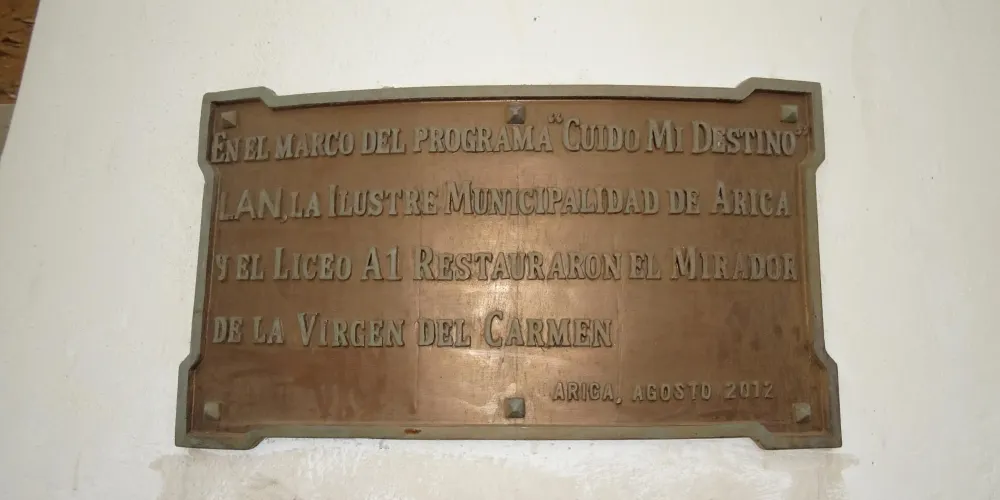 EN EL MARCO DEL PROGRAMA "CUIDO MI DESTINO"
LAN, LA ILUSTRE MUNICIPALIDAD DE ARICA
Y EL LICEO A1 RESTAURARON EL MIRADOR
DE LA VIRGEN DEL CARMEN
ARICA, AGOSTO 2012